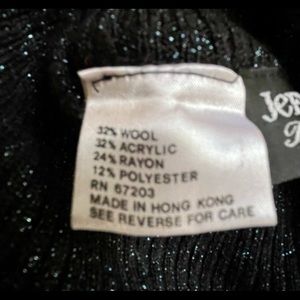 32% WOOL
32% ACRYLIC
24% RAYON
12% POLYESTER
RN 67203
MADE IN HONG KONG
SEE REVERSE FOR CARE